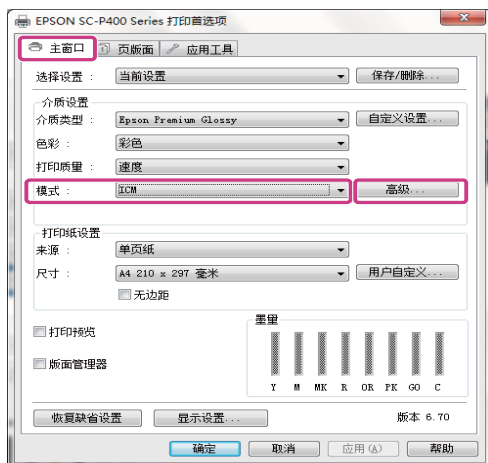 EPSON SC-P400 Series 打印首选项
主窗口 页版面 应用工具
选择设置 : 当前设置 保存/删除...
介质设置
介质类型 : Epson Premium Glossy 自定义设置...
色彩 : 彩色
打印质量 : 速度
模式 : ICM 高级...
打印纸设置
来源 : 单页纸
尺寸 : A4 210 x 297 毫米 用户自定义...
无边距
打印预览
版面管理器
墨量
Y M MK R OR PK GO C
恢复缺省设置 显示设置... 版本 6.70
确定 取消 应用(A) 帮助